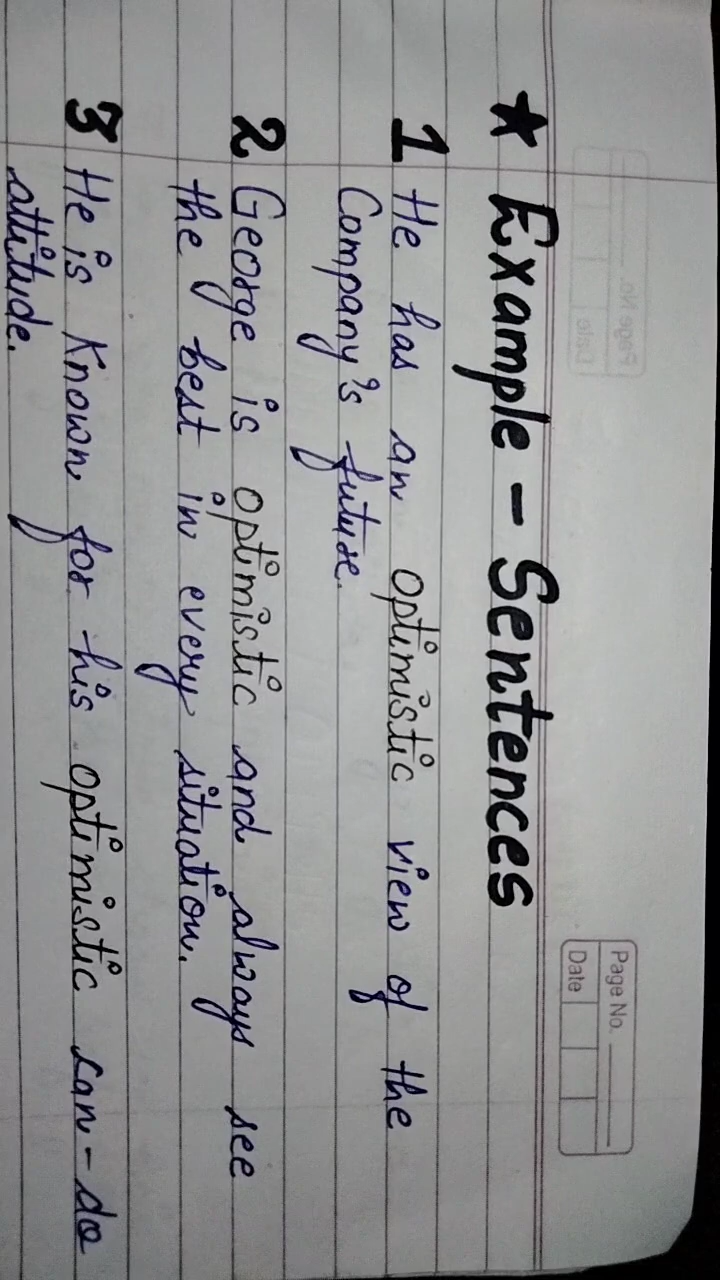 Page No.
Date
★ Example - Sentences
1 He has an optimistic view of the
Company's future.
2 George is optimistic and always see
the best in every situation.
3 He is Known for his optimistic can-do
attitude.